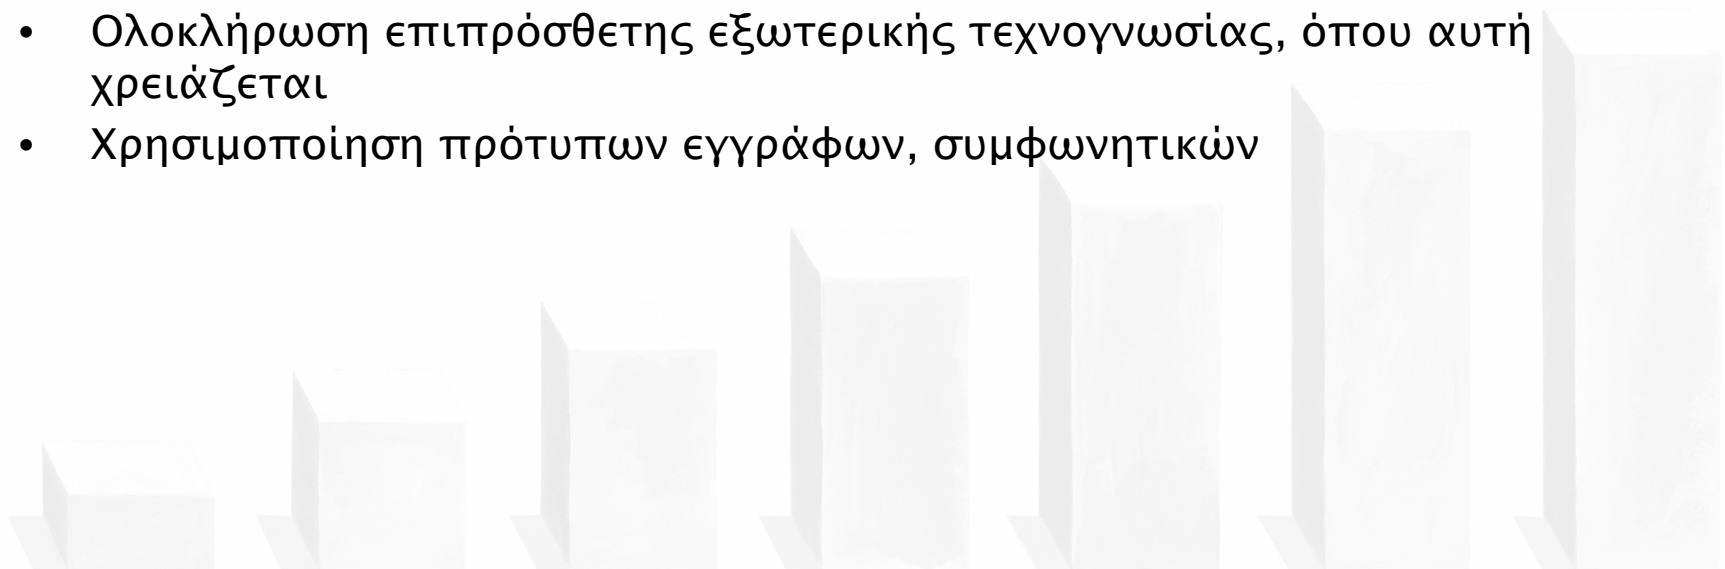 • Ολοκλήρωση επιπρόσθετης εξωτερικής τεχνογνωσίας, όπου αυτή
χρειάζεται
• Χρησιμοποίηση πρότυπων εγγράφων, συμφωνητικών